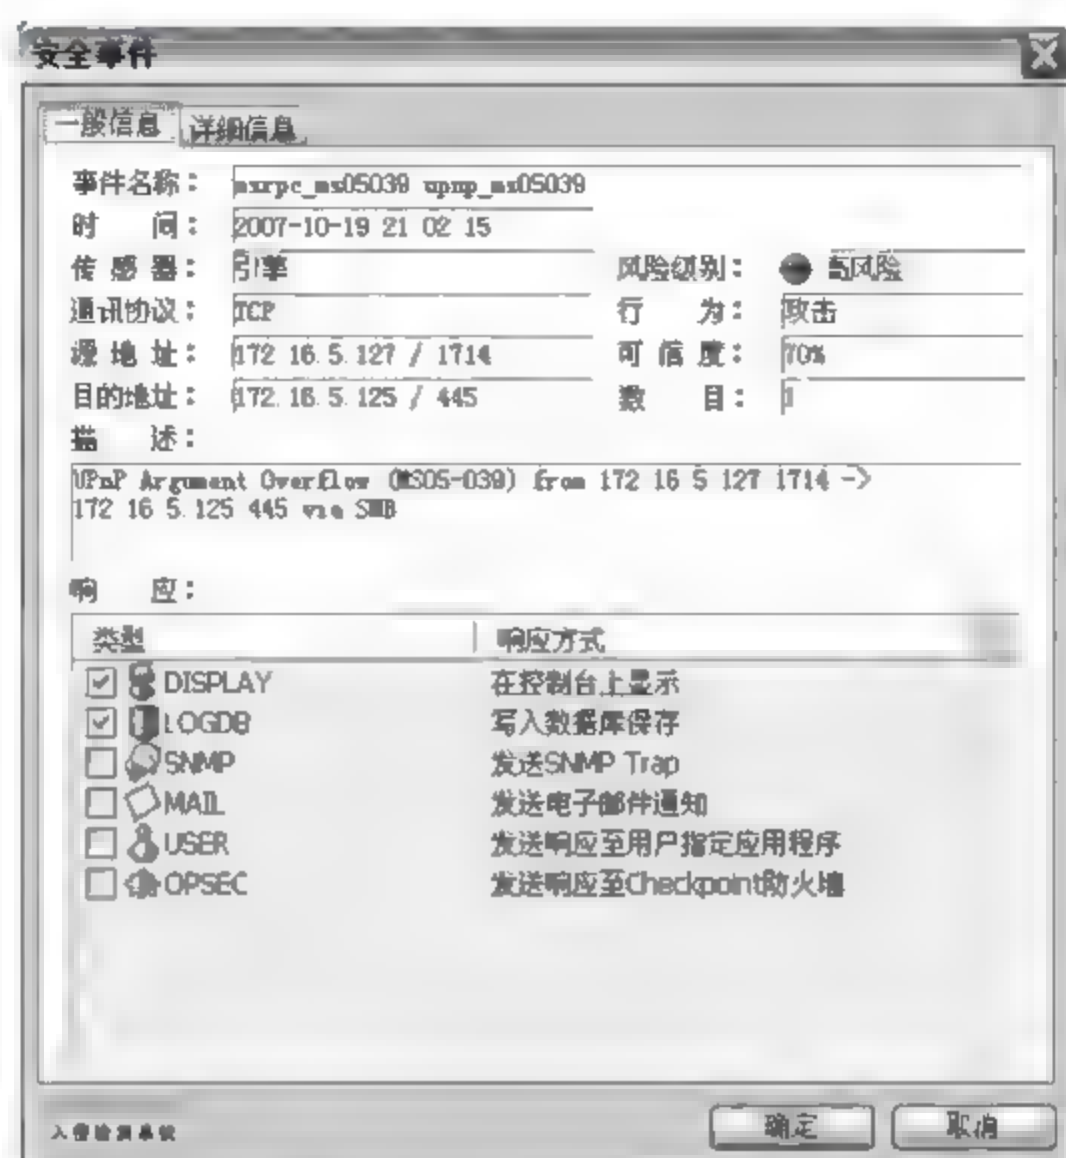 安全事件
一般信息 详细信息
事件名称： msrpc_ms05039 upnp_ms05039
时 间： 2007-10-19 21 02 15
传 感 器： 引擎 风险级别： 高风险
通讯协议： TCP 行 为： 攻击
源 地 址： 172 16 5 127 / 1714 可 信 度： 70%
目的地址： 172. 16. 5. 125 / 445 数 目： 1
描 述：
UPnP Argument Overflow (MS05-039) from 172 16 5 127 1714 ->
172 16 5.125 445 via SMB
响 应：
类型 响应方式
DISPLAY 在控制台上显示
LOGDB 写入数据库保存
SNMP 发送SNMP Trap
MAIL 发送电子邮件通知
USER 发送响应至用户指定应用程序
OPSEC 发送响应至Checkpoint防火墙
入侵检测系统 确定 取消